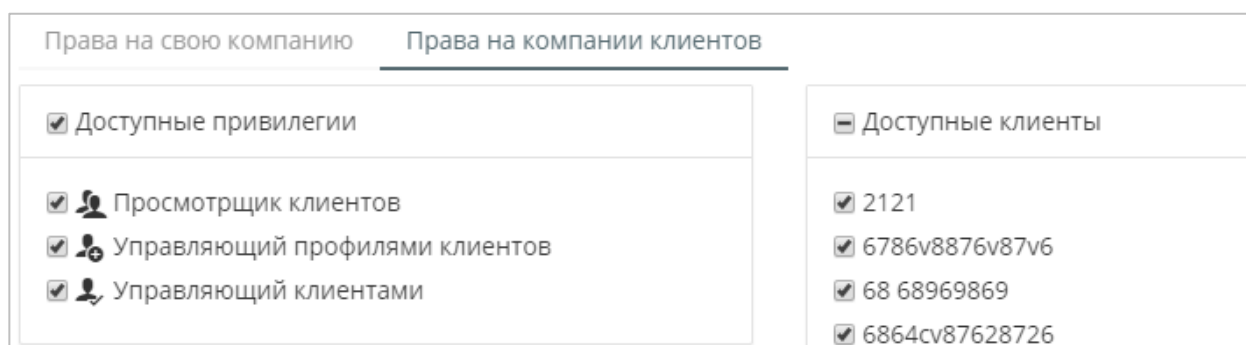 Права на свою компанию Права на компании клиентов
Доступные привилегии
Просмотрщик клиентов
Управляющий профилями клиентов
Управляющий клиентами
Доступные клиенты
2121
6786v8876v87v6
68 68969869
6864cv87628726